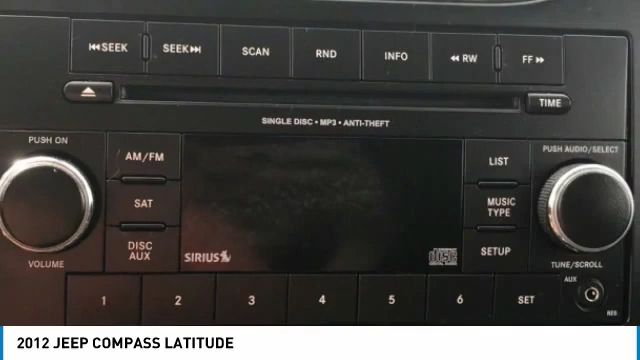 SEEK SEEK SCAN RND INFO RW FF
TIME
SINGLE DISC • MP3 • ANTI-THEFT
PUSH ON
AM/FM
LIST
PUSH AUDIO/SELECT
SAT
MUSIC
TYPE
DISC
AUX
SETUP
SIRIUS
DISC
VOLUME
TUNE/SCROLL
1 2 3 4 5 6 SET
AUX
RES
2012 JEEP COMPASS LATITUDE